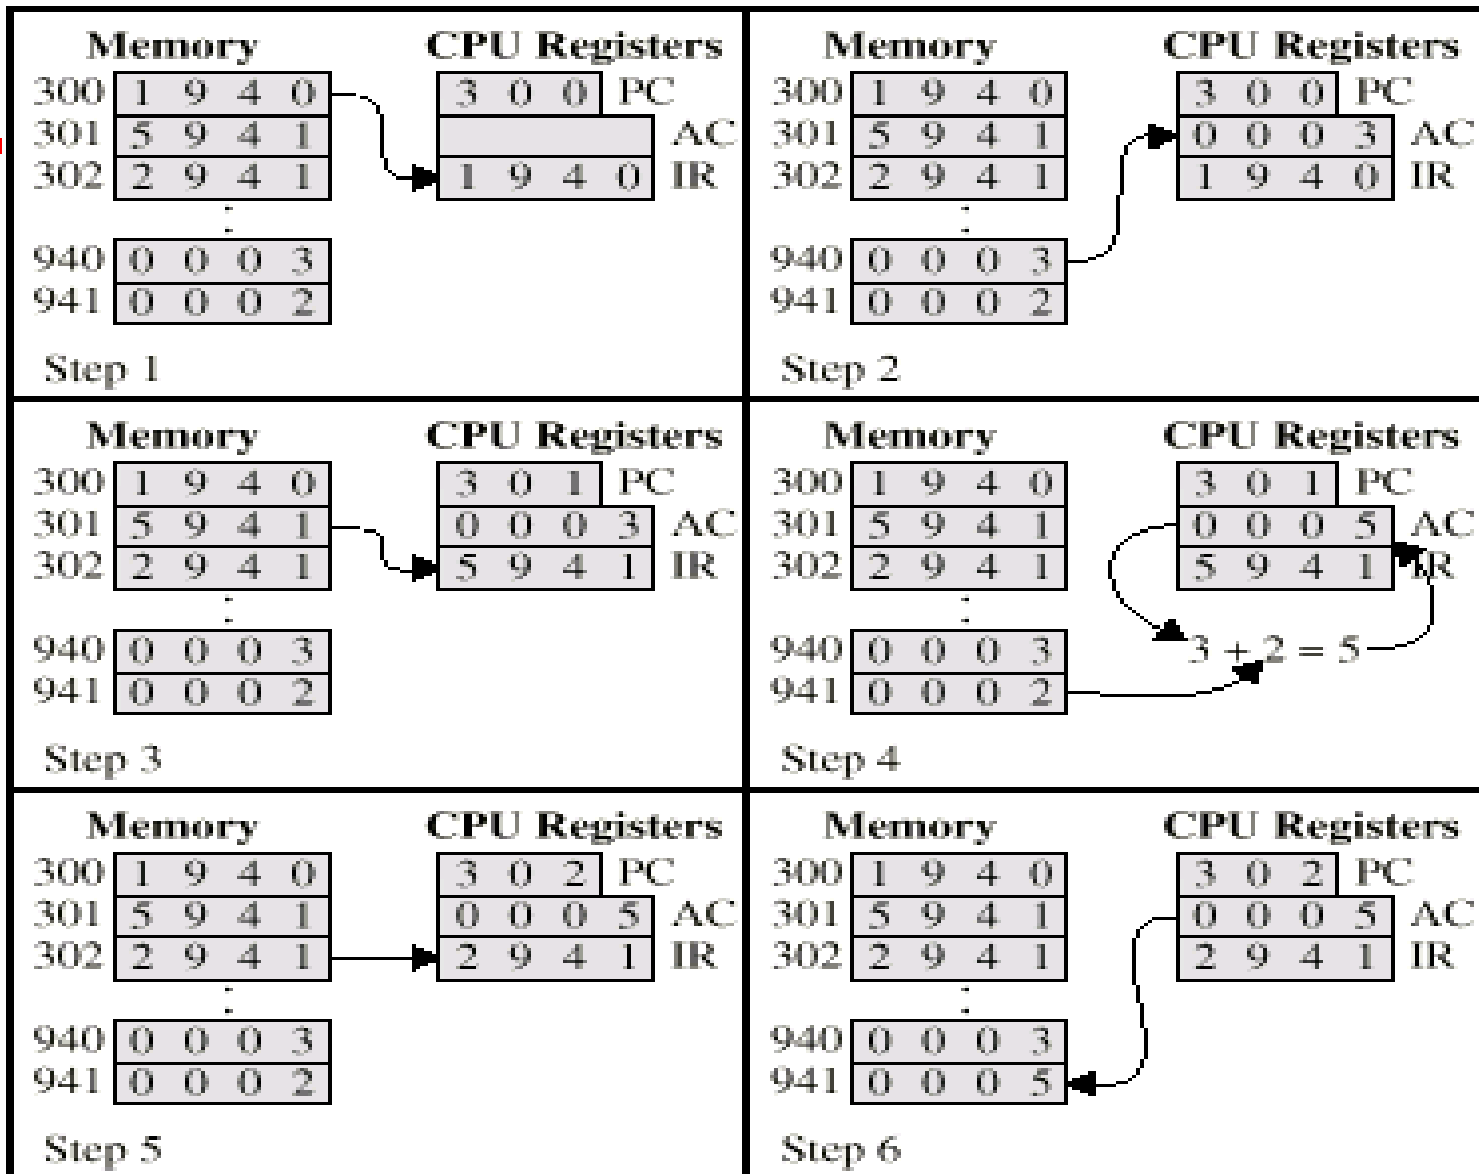 Memory CPU Registers
300 1 9 4 0 3 0 0 PC
301 5 9 4 1 AC
302 2 9 4 1 1 9 4 0 IR
940 0 0 0 3
941 0 0 0 2
Step 1
Memory CPU Registers
300 1 9 4 0 3 0 0 PC
301 5 9 4 1 0 0 0 3 AC
302 2 9 4 1 1 9 4 0 IR
940 0 0 0 3
941 0 0 0 2
Step 2
Memory CPU Registers
300 1 9 4 0 3 0 1 PC
301 5 9 4 1 0 0 0 3 AC
302 2 9 4 1 5 9 4 1 IR
940 0 0 0 3
941 0 0 0 2
Step 3
Memory CPU Registers
300 1 9 4 0 3 0 1 PC
301 5 9 4 1 0 0 0 5 AC
302 2 9 4 1 5 9 4 1 IR
940 0 0 0 3 3 + 2 = 5
941 0 0 0 2
Step 4
Memory CPU Registers
300 1 9 4 0 3 0 2 PC
301 5 9 4 1 0 0 0 5 AC
302 2 9 4 1 2 9 4 1 IR
940 0 0 0 3
941 0 0 0 2
Step 5
Memory CPU Registers
300 1 9 4 0 3 0 2 PC
301 5 9 4 1 0 0 0 5 AC
302 2 9 4 1 2 9 4 1 IR
940 0 0 0 3
941 0 0 0 5
Step 6